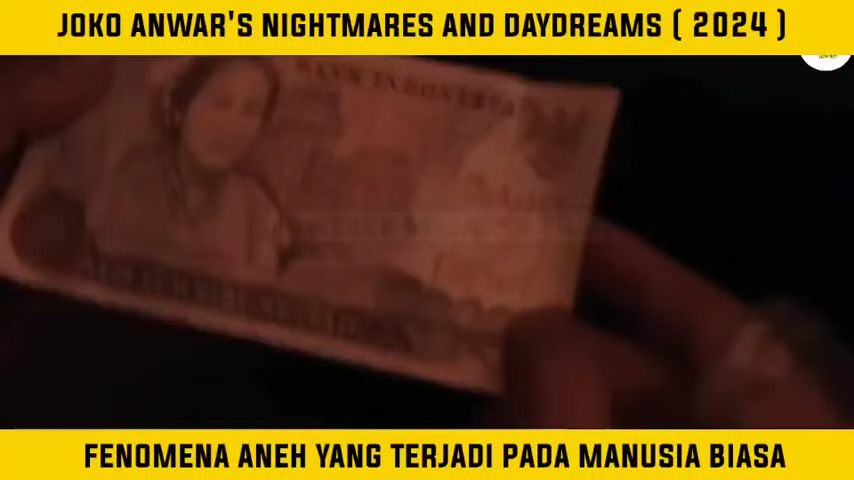 JOKO ANWAR'S NIGHTMARES AND DAYDREAMS ( 2024 )
BANK INDONESIA
FENOMENA ANEH YANG TERJADI PADA MANUSIA BIASA